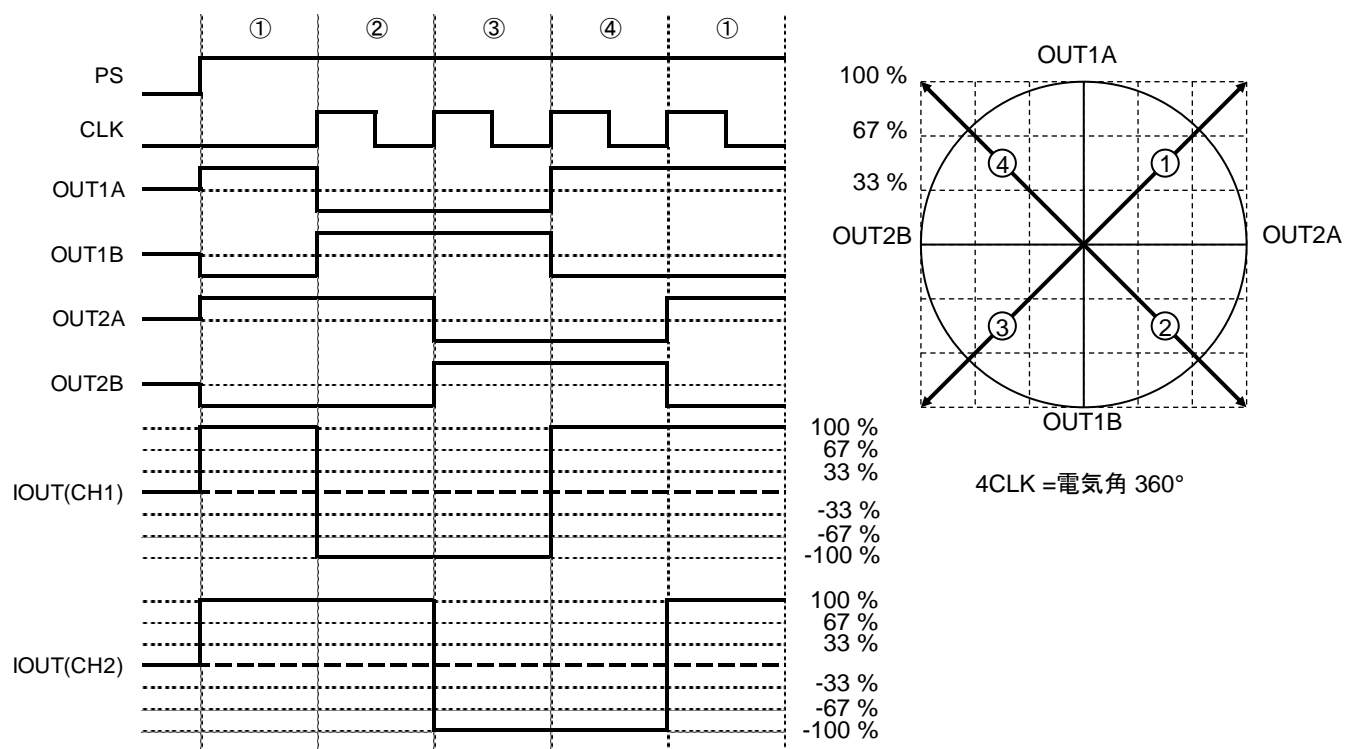 ① ② ③ ④ ①
PS
CLK
OUT1A
OUT1B
OUT2A
OUT2B
IOUT(CH1)
100 %
67 %
33 %
-33 %
-67 %
-100 %
IOUT(CH2)
100 %
67 %
33 %
-33 %
-67 %
-100 %
OUT1A
100 %
67 %
33 %
④ ①
OUT2B OUT2A
③ ②
OUT1B
4CLK =電気角 360°